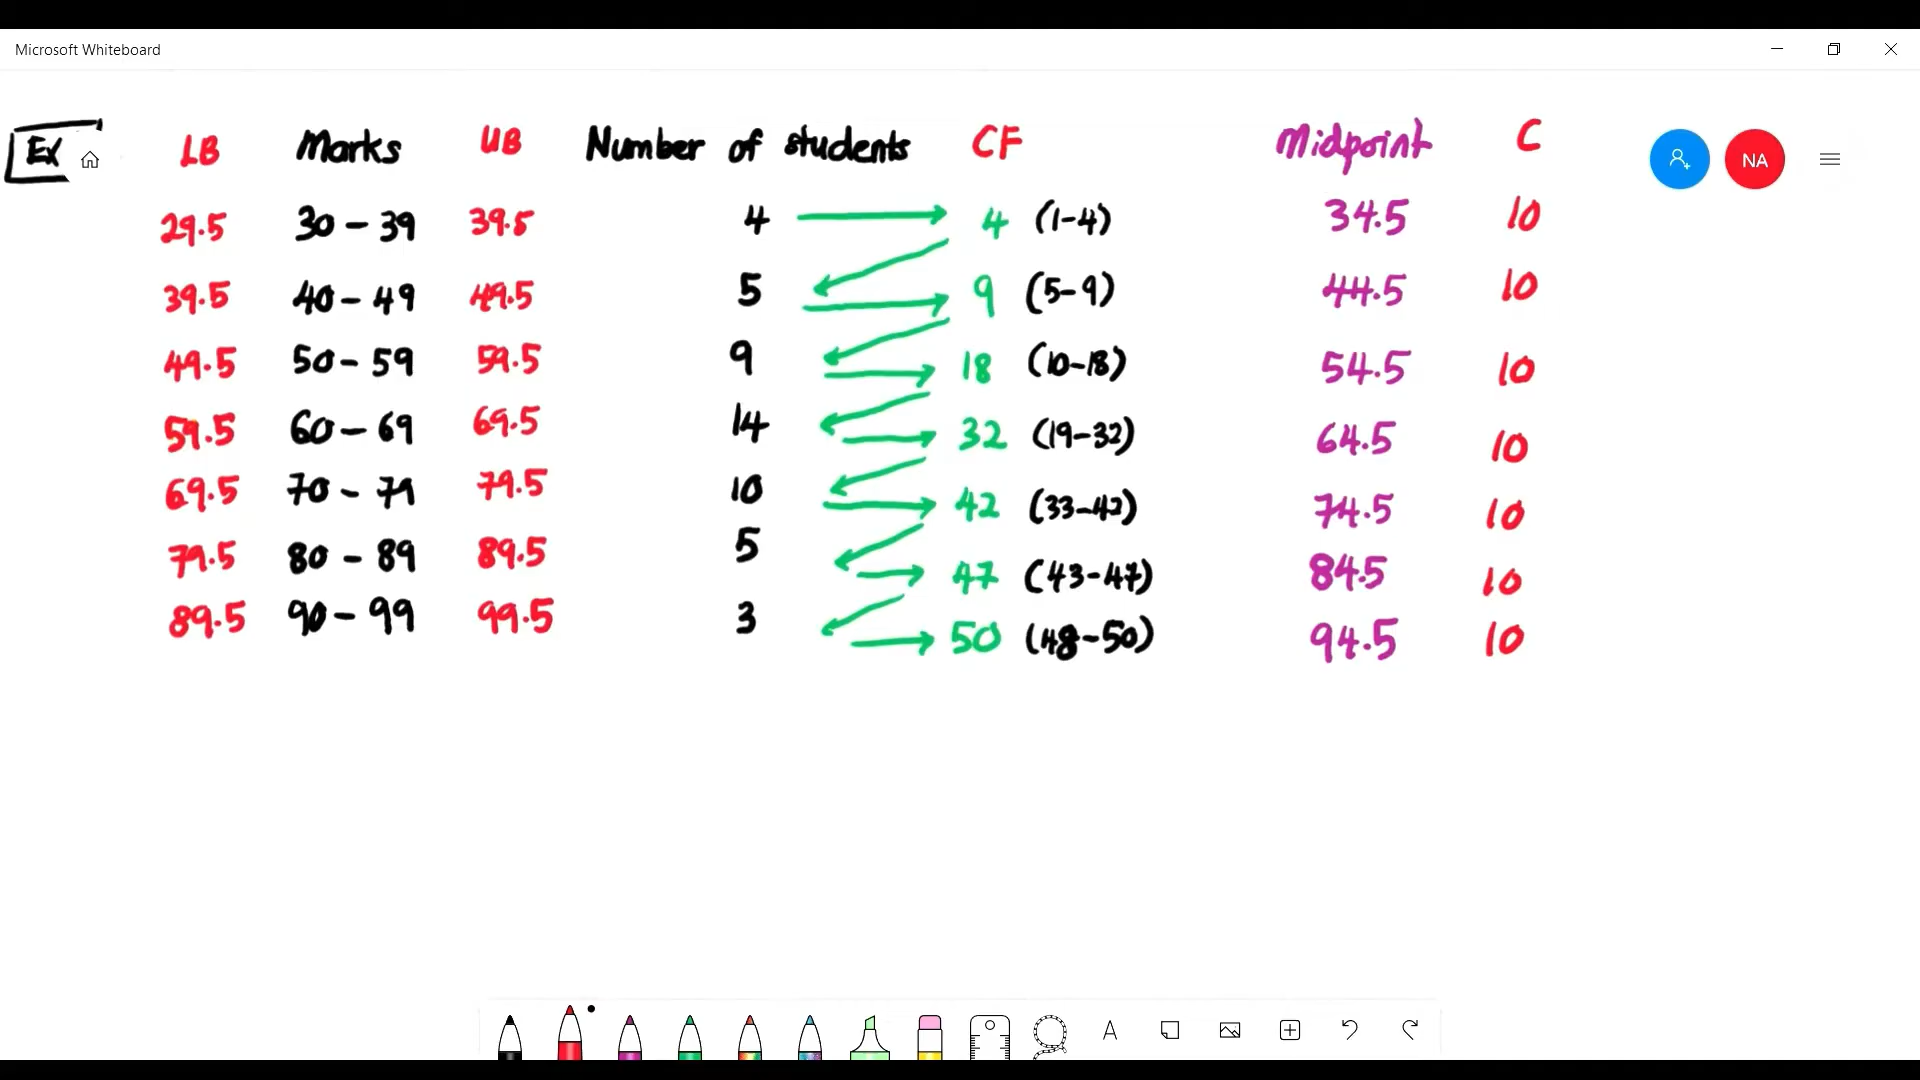 Microsoft Whiteboard
Ex LB Marks UB Number of students CF Midpoint C
NA
29.5 30 - 39 39.5 4 4 (1-4) 34.5 10
39.5 40 - 49 49.5 5 9 (5-9) 44.5 10
49.5 50 - 59 59.5 9 18 (10-18) 54.5 10
59.5 60 - 69 69.5 14 32 (19-32) 64.5 10
69.5 70 - 79 79.5 10 42 (33-42) 74.5 10
79.5 80 - 89 89.5 5 47 (43-47) 84.5 10
89.5 90 - 99 99.5 3 50 (48-50) 94.5 10